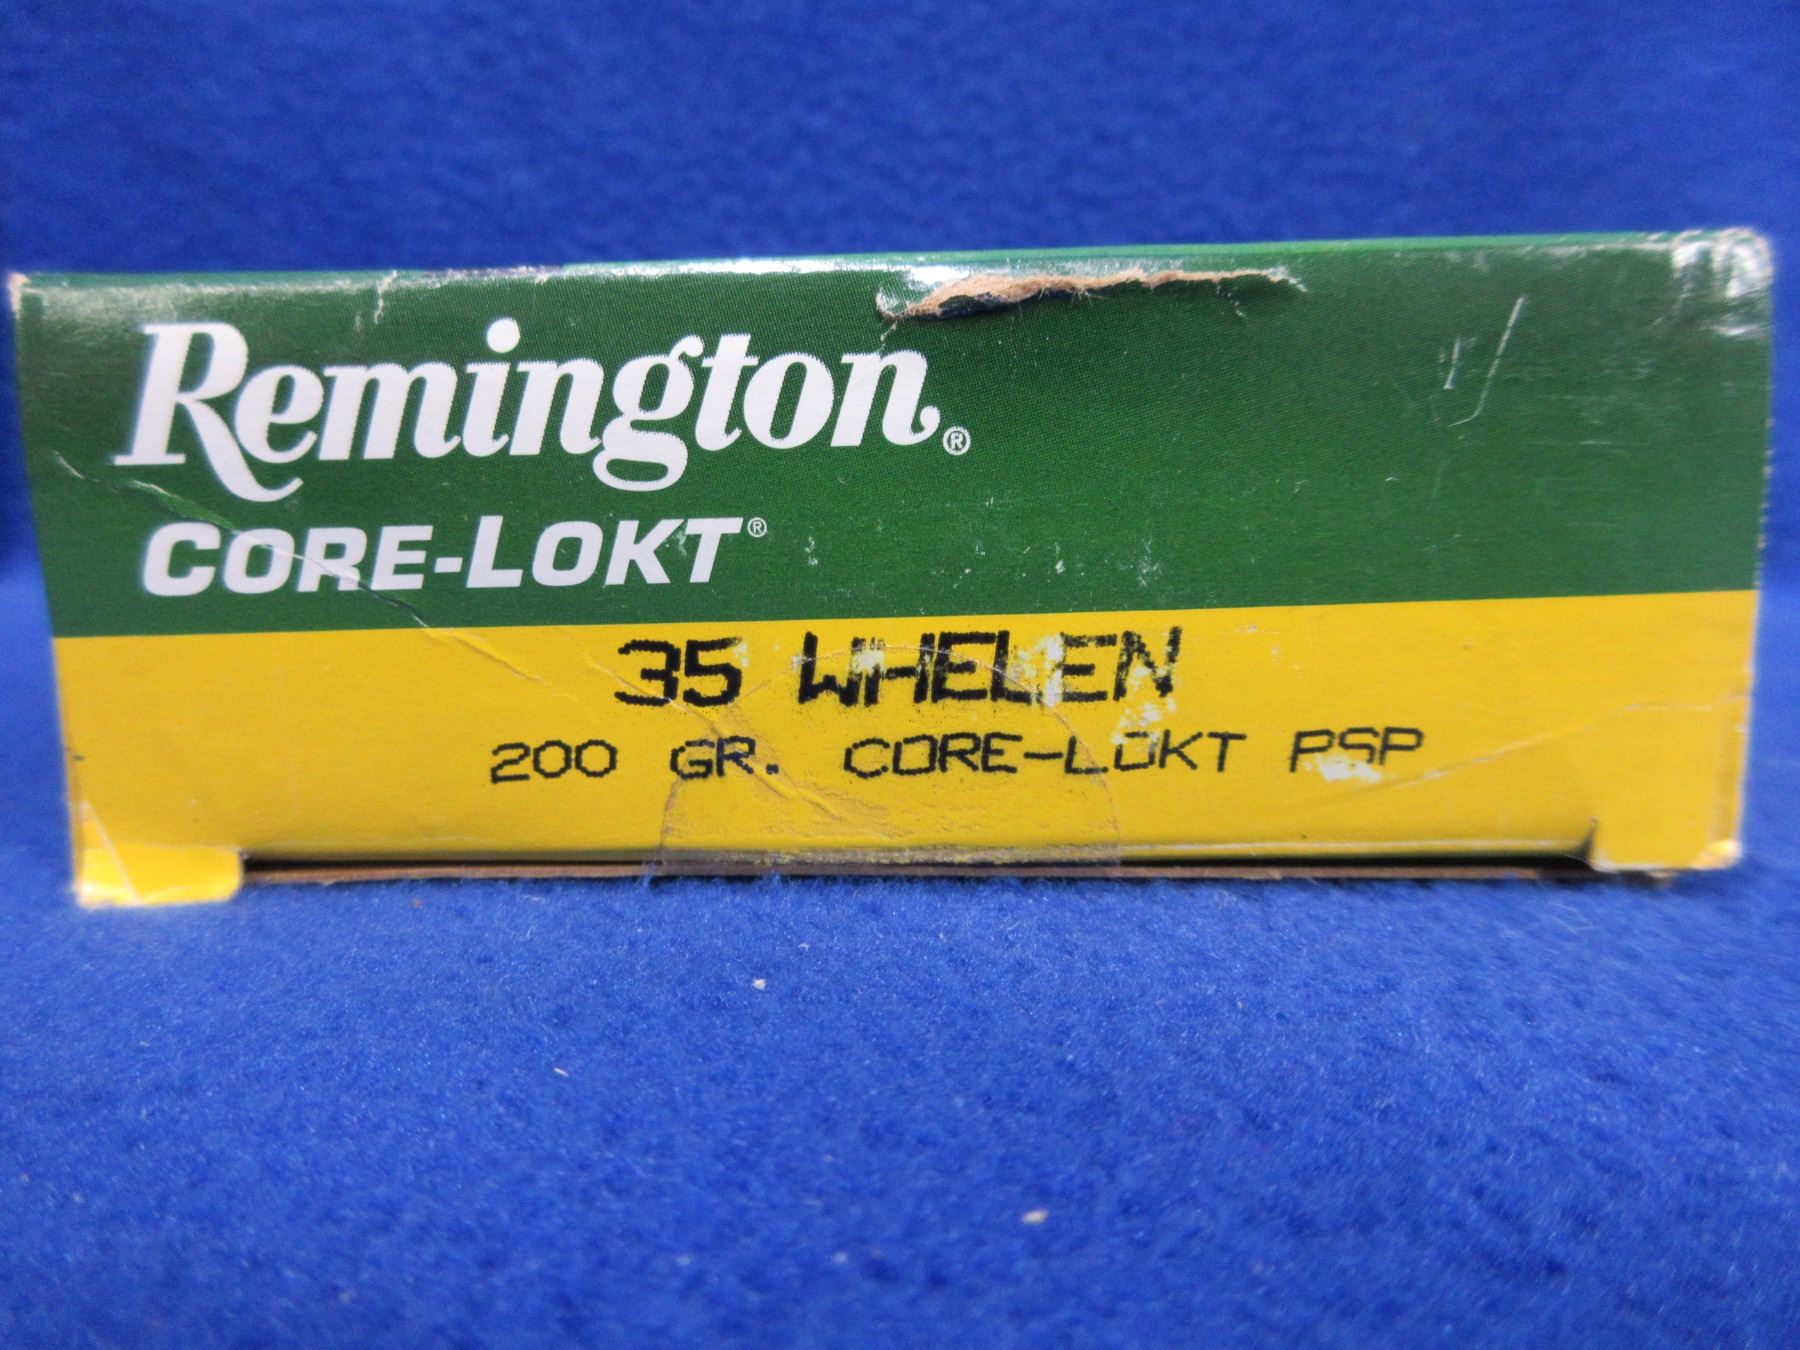 Remington®
CORE-LOKT®
35 WHELEN
200 GR. CORE-LOKT PSP